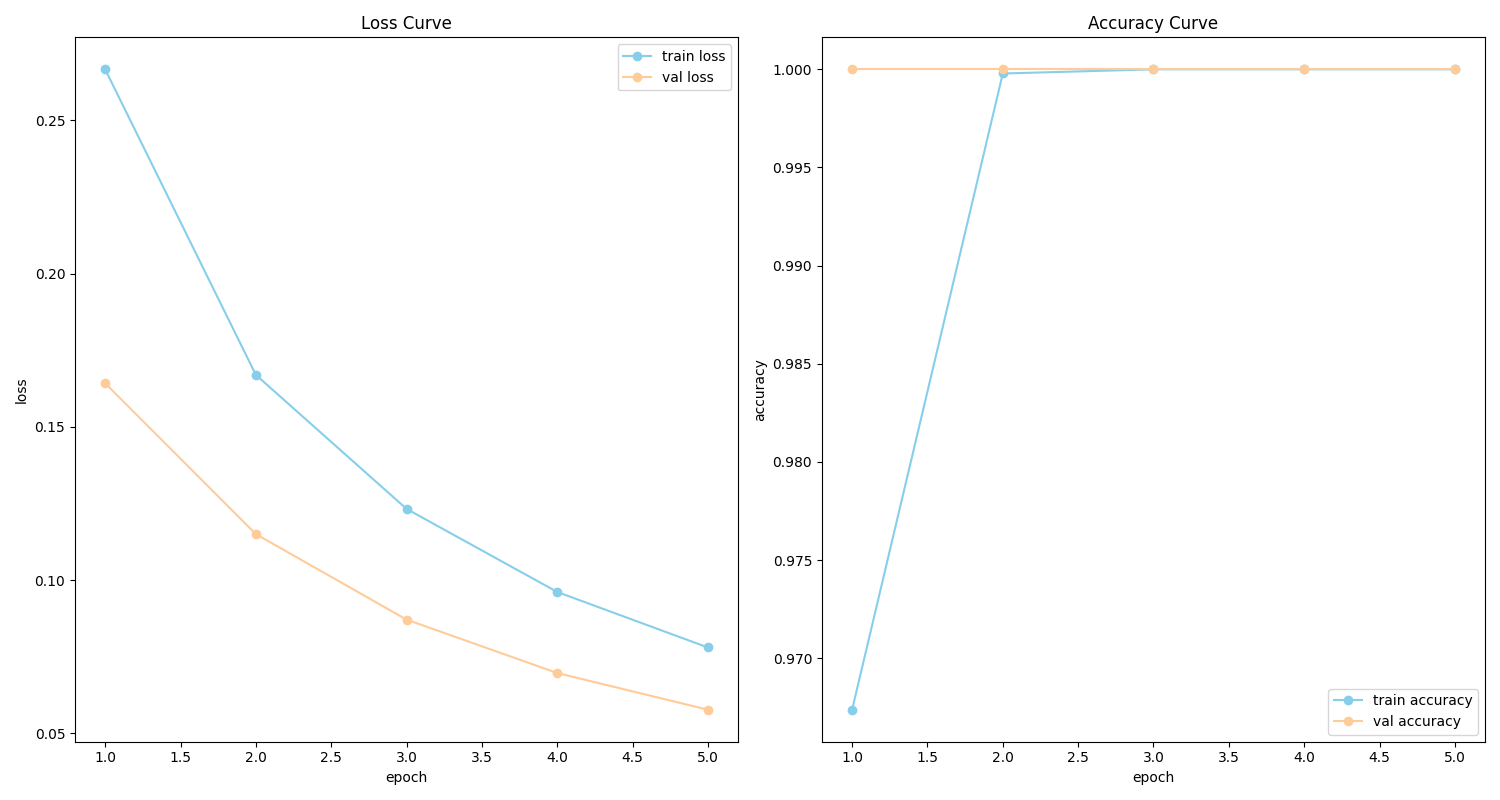 Loss Curve
train loss
val loss
0.25
0.20
0.15
0.10
0.05
loss
1.0 1.5 2.0 2.5 3.0 3.5 4.0 4.5 5.0
epoch
Accuracy Curve
1.000
0.995
0.990
0.985
0.980
0.975
0.970
accuracy
train accuracy
val accuracy
1.0 1.5 2.0 2.5 3.0 3.5 4.0 4.5 5.0
epoch